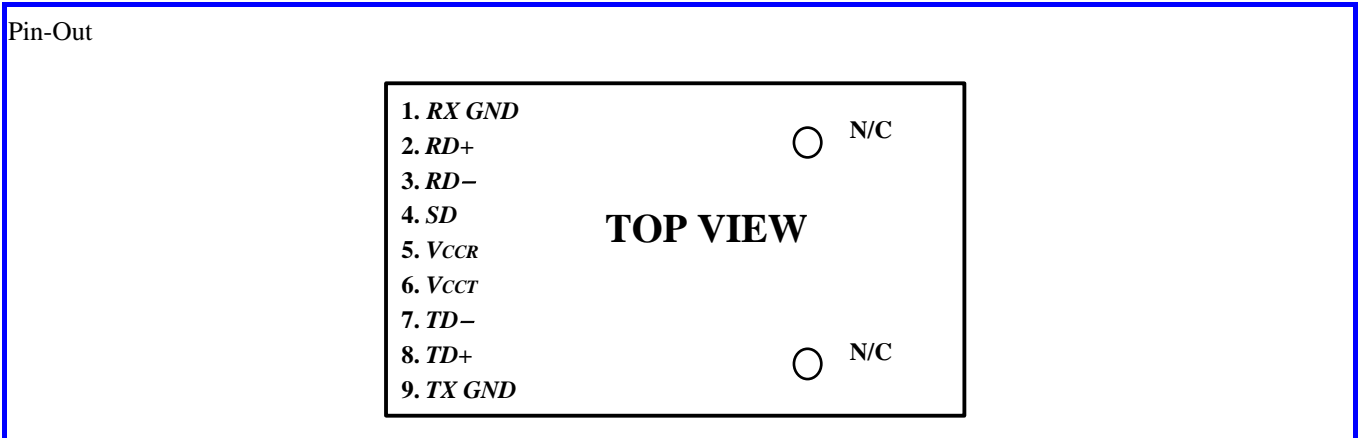 Pin-Out
1. RX GND
N/C
2. RD+
3. RD−
4. SD
TOP VIEW
5. VCCR
6. VCCT
7. TD−
8. TD+
N/C
9. TX GND